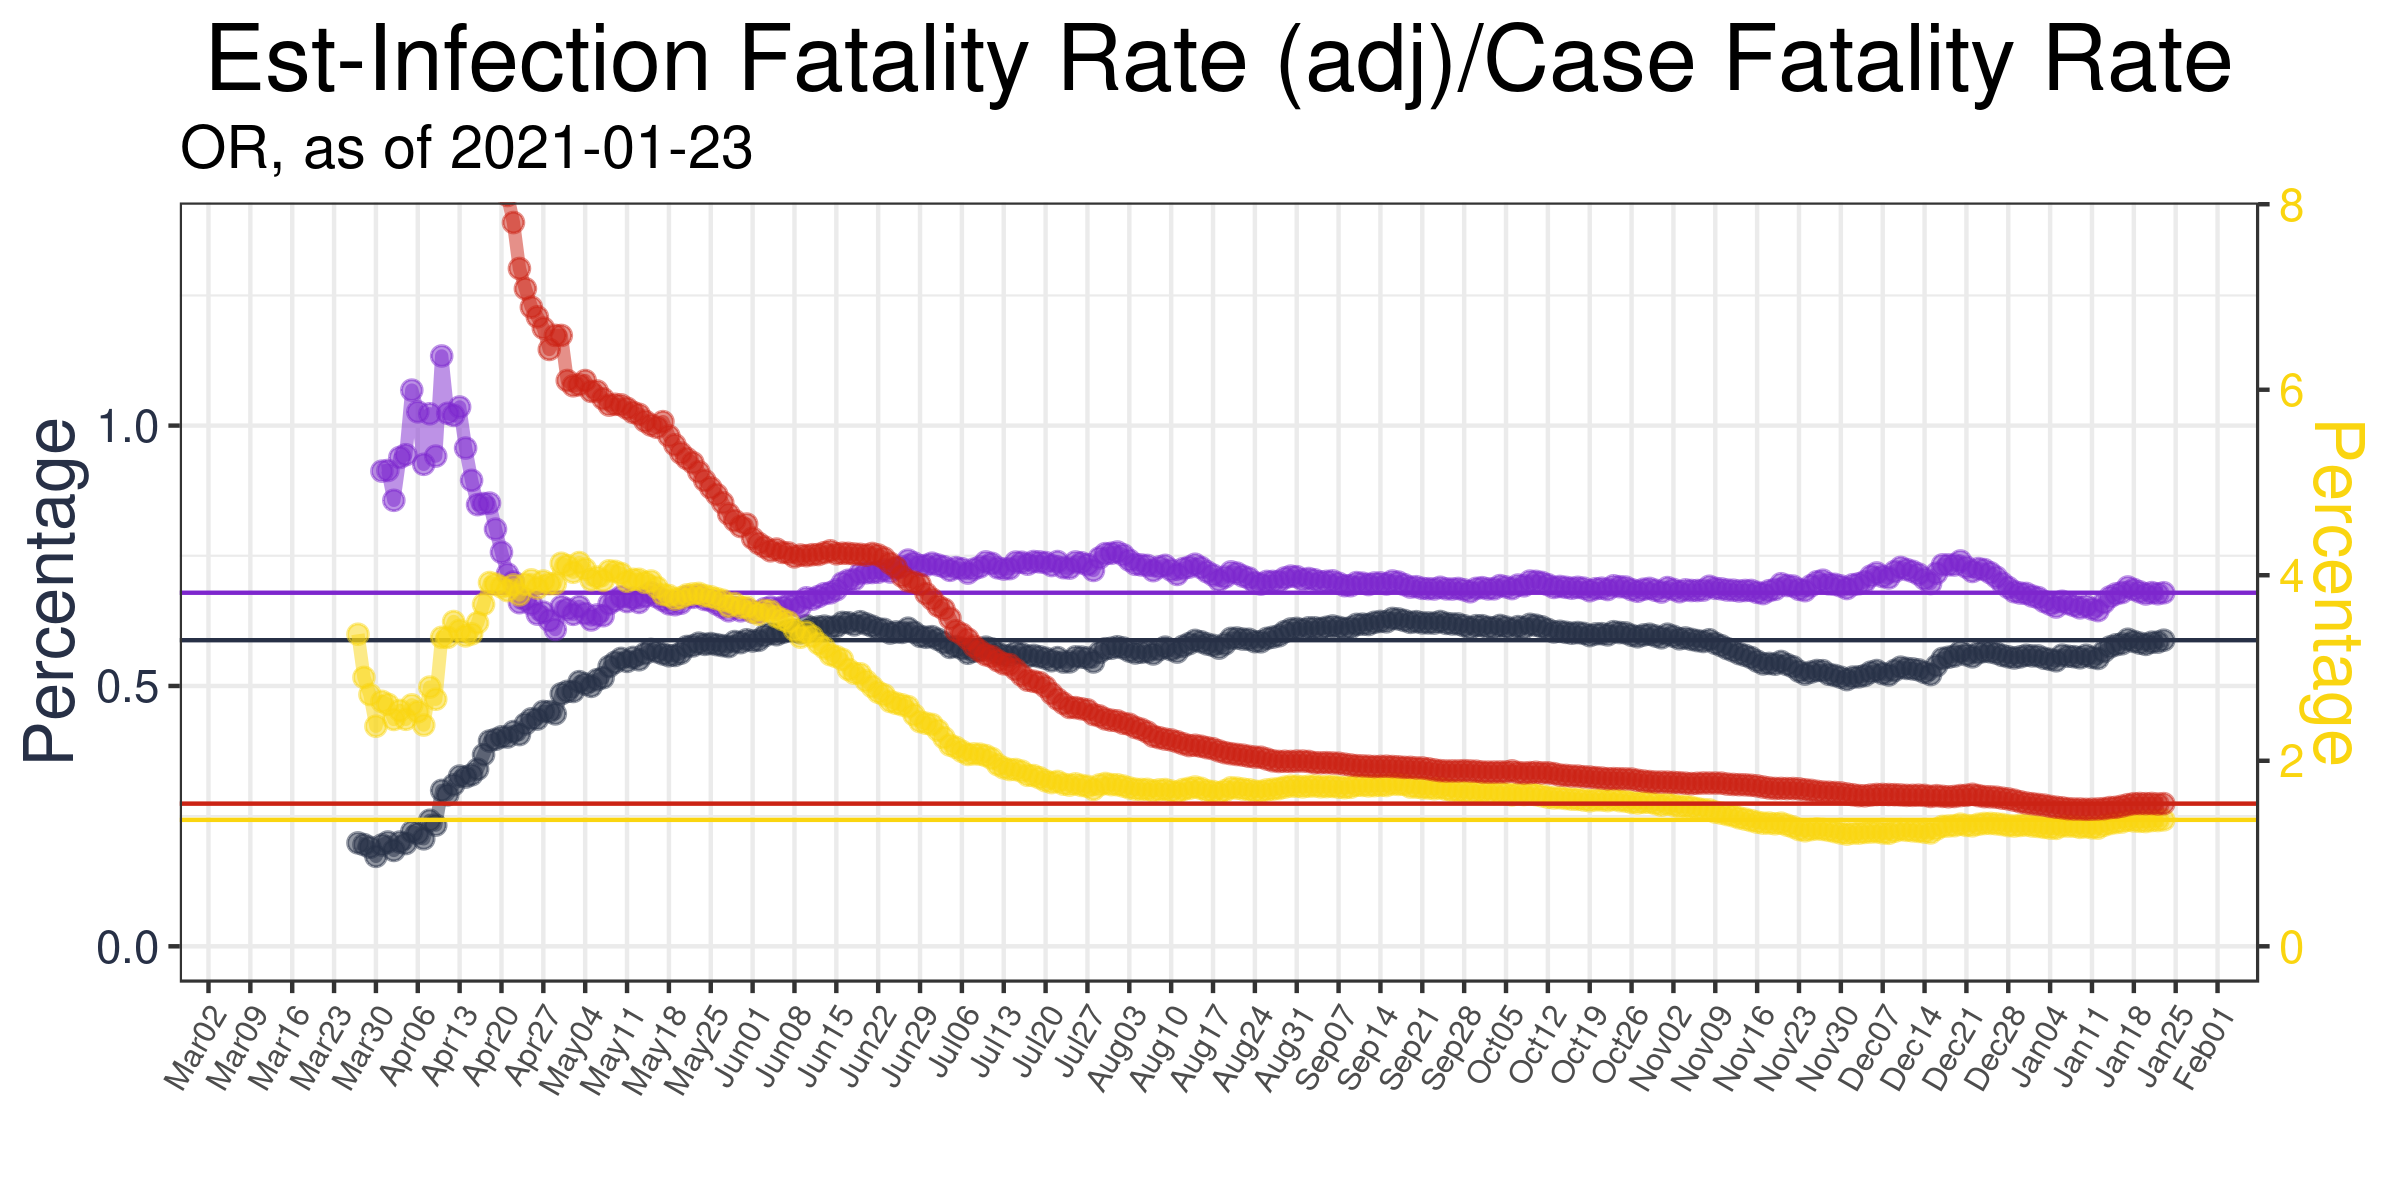 Est-Infection Fatality Rate (adj)/Case Fatality Rate
OR, as of 2021-01-23
Percentage
1.0
0.5
0.0
8
6
4
2
0
Percentage
Mar02
Mar09
Mar16
Mar23
Mar30
Apr06
Apr13
Apr20
Apr27
May04
May11
May18
May25
Jun01
Jun08
Jun15
Jun22
Jun29
Jul06
Jul13
Jul20
Jul27
Aug03
Aug10
Aug17
Aug24
Aug31
Sep07
Sep14
Sep21
Sep28
Oct05
Oct12
Oct19
Oct26
Nov02
Nov09
Nov16
Nov23
Nov30
Dec07
Dec14
Dec21
Dec28
Jan04
Jan11
Jan18
Jan25
Feb01